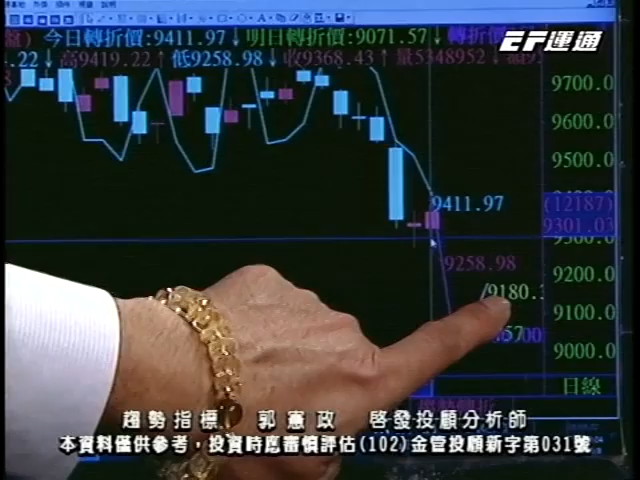 今日轉折價:9411.97↓ 明日轉折價:9071.57↓
EF運通
.22↓ 高9419.22↑ 低9258.98↓ 收9368.43↑ 量5348952↓
9700.0
9600.0
9500.0
9411.97
(12187)
9301.03
9300.0
9258.98
9200.0
/9180.
9100.0
57
9000.0
日線
趨勢指標 郭憲政 啓發投顧分析師
本資料僅供參考,投資時應審慎評估(102)金管投顧新字第031號